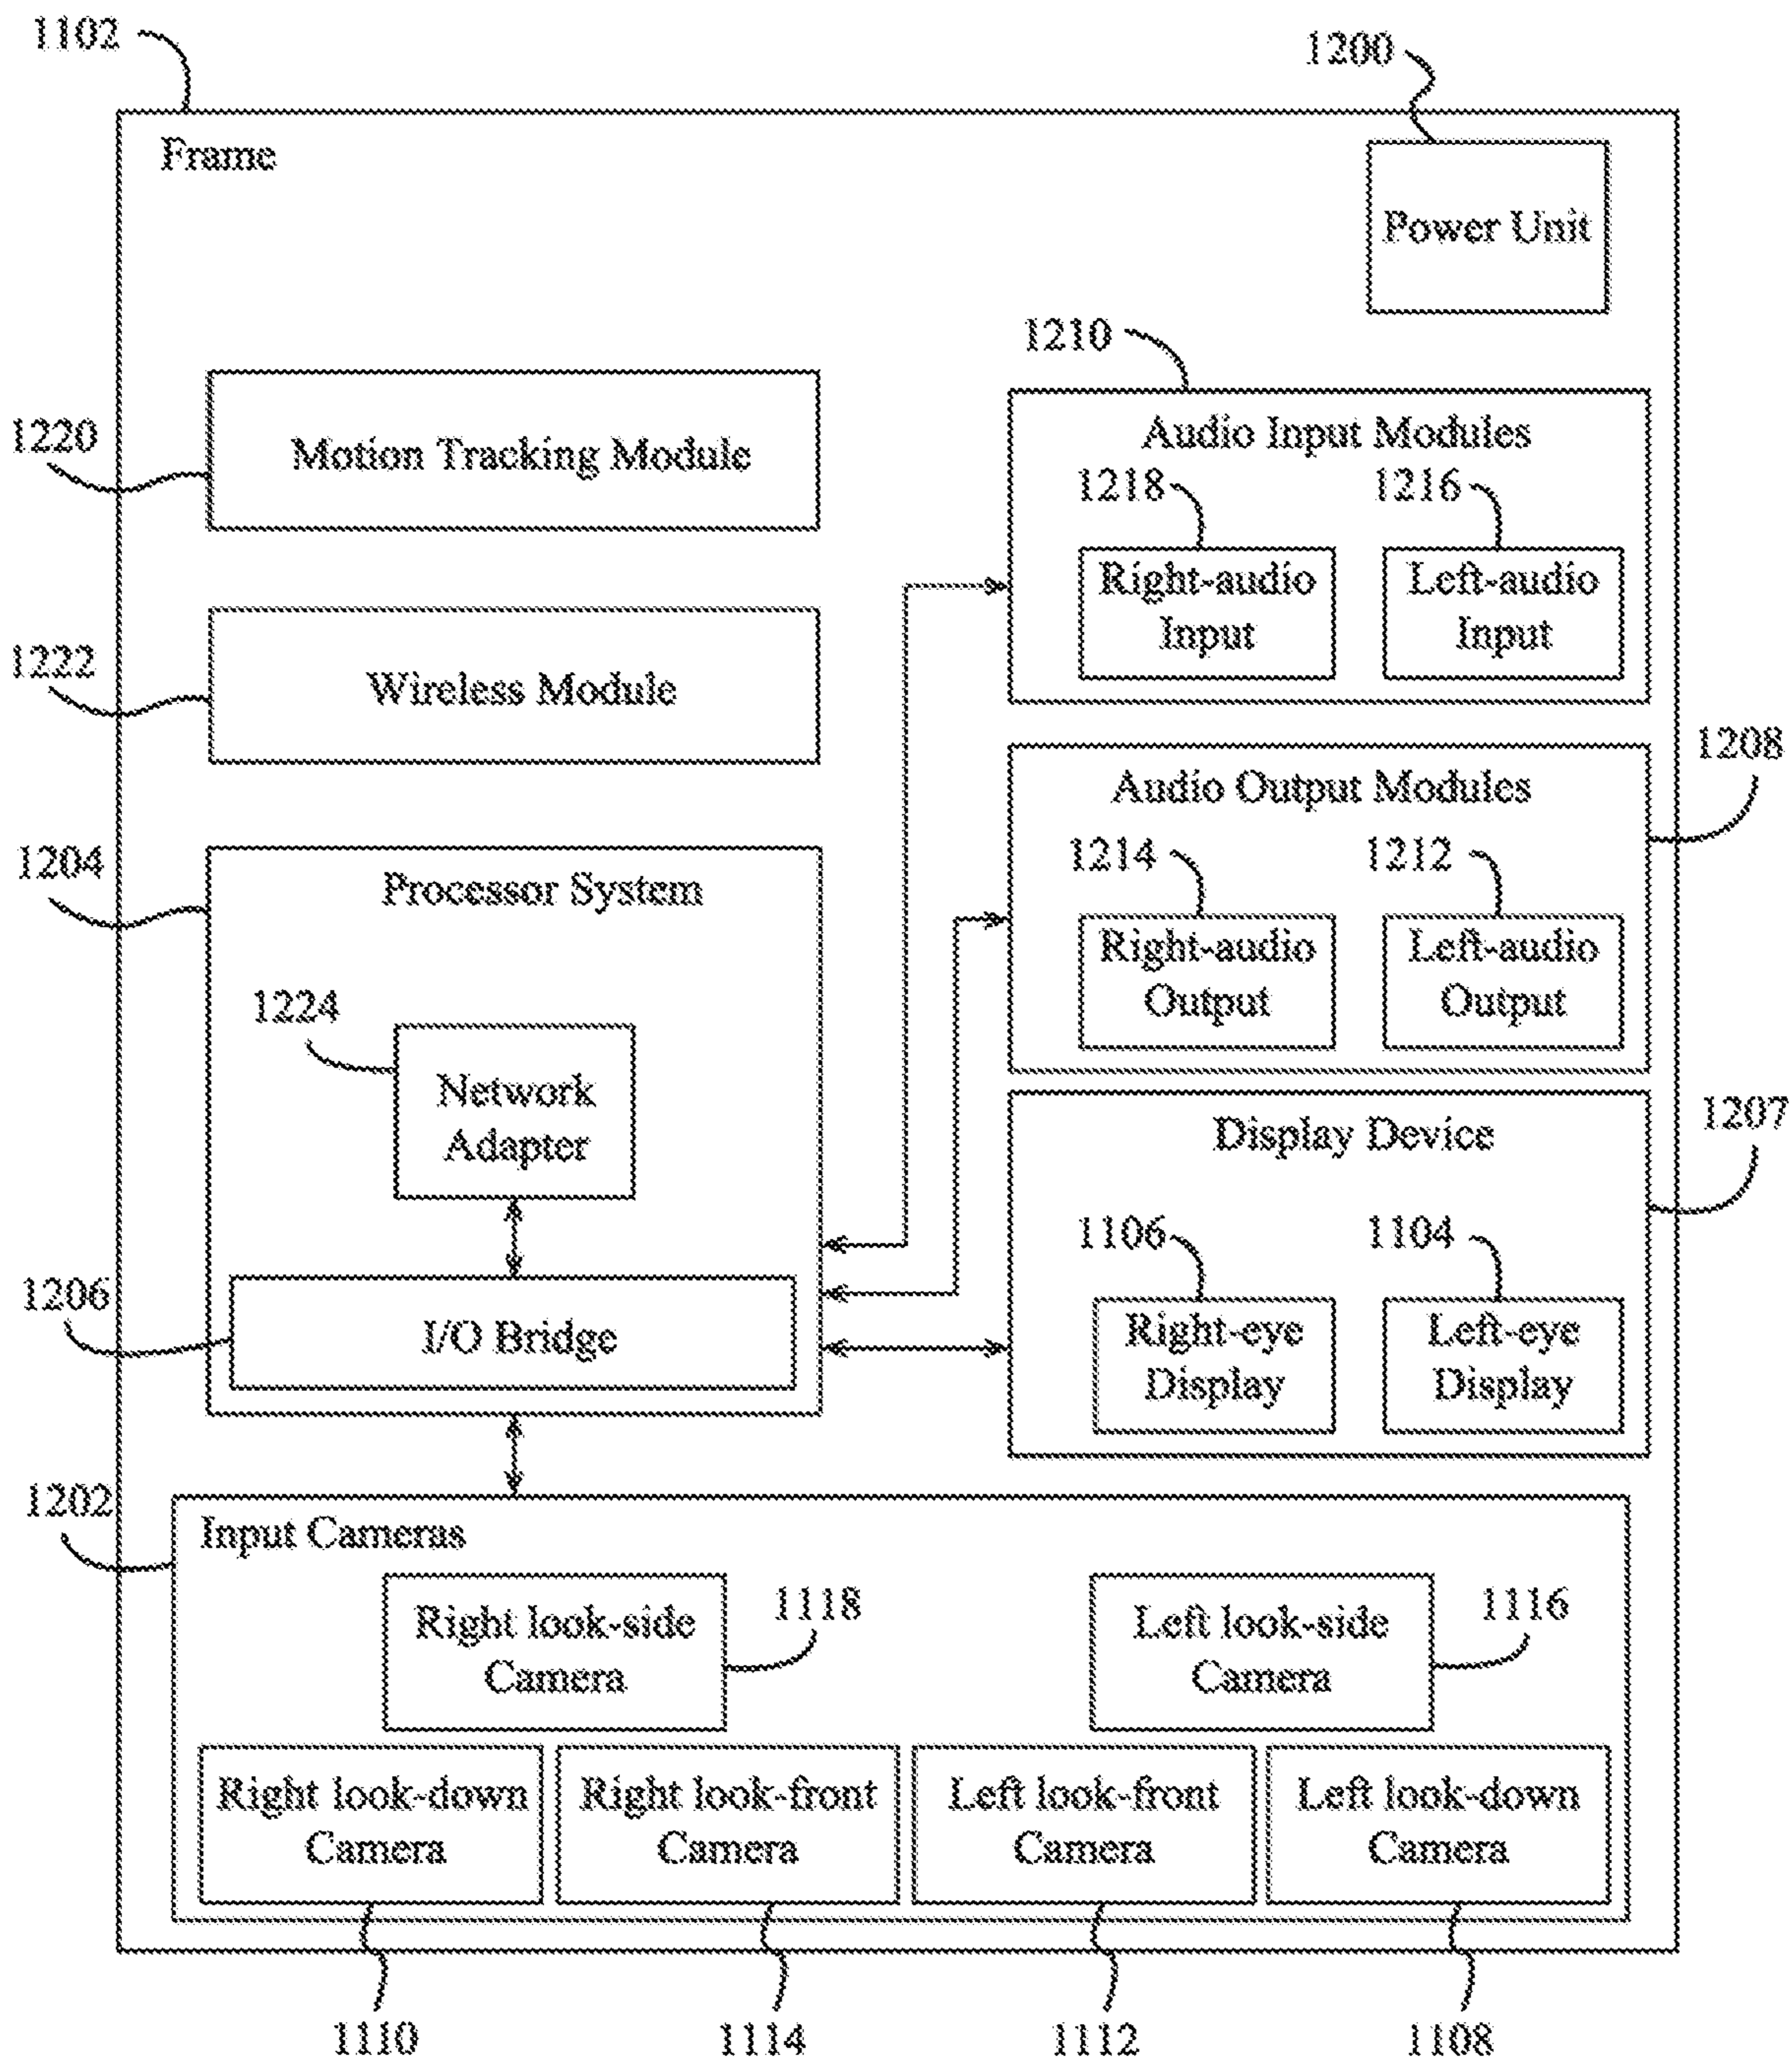 1102
1200
Frame
Power Unit
1210
1220
Motion Tracking Module
Audio Input Modules
1218
1216
Right-audio
Input
Left-audio
Input
1222
Wireless Module
1208
Audio Output Modules
1214
1212
Right-audio
Output
Left-audio
Output
1204
Processor System
1224
Network
Adapter
1207
Display Device
1106
1104
Right-eye
Display
Left-eye
Display
1206
I/O Bridge
1202
Input Cameras
Right look-side
Camera
1118
Left look-side
Camera
1116
Right look-down
Camera
Right look-front
Camera
Left look-front
Camera
Left look-down
Camera
1110
1114
1112
1108